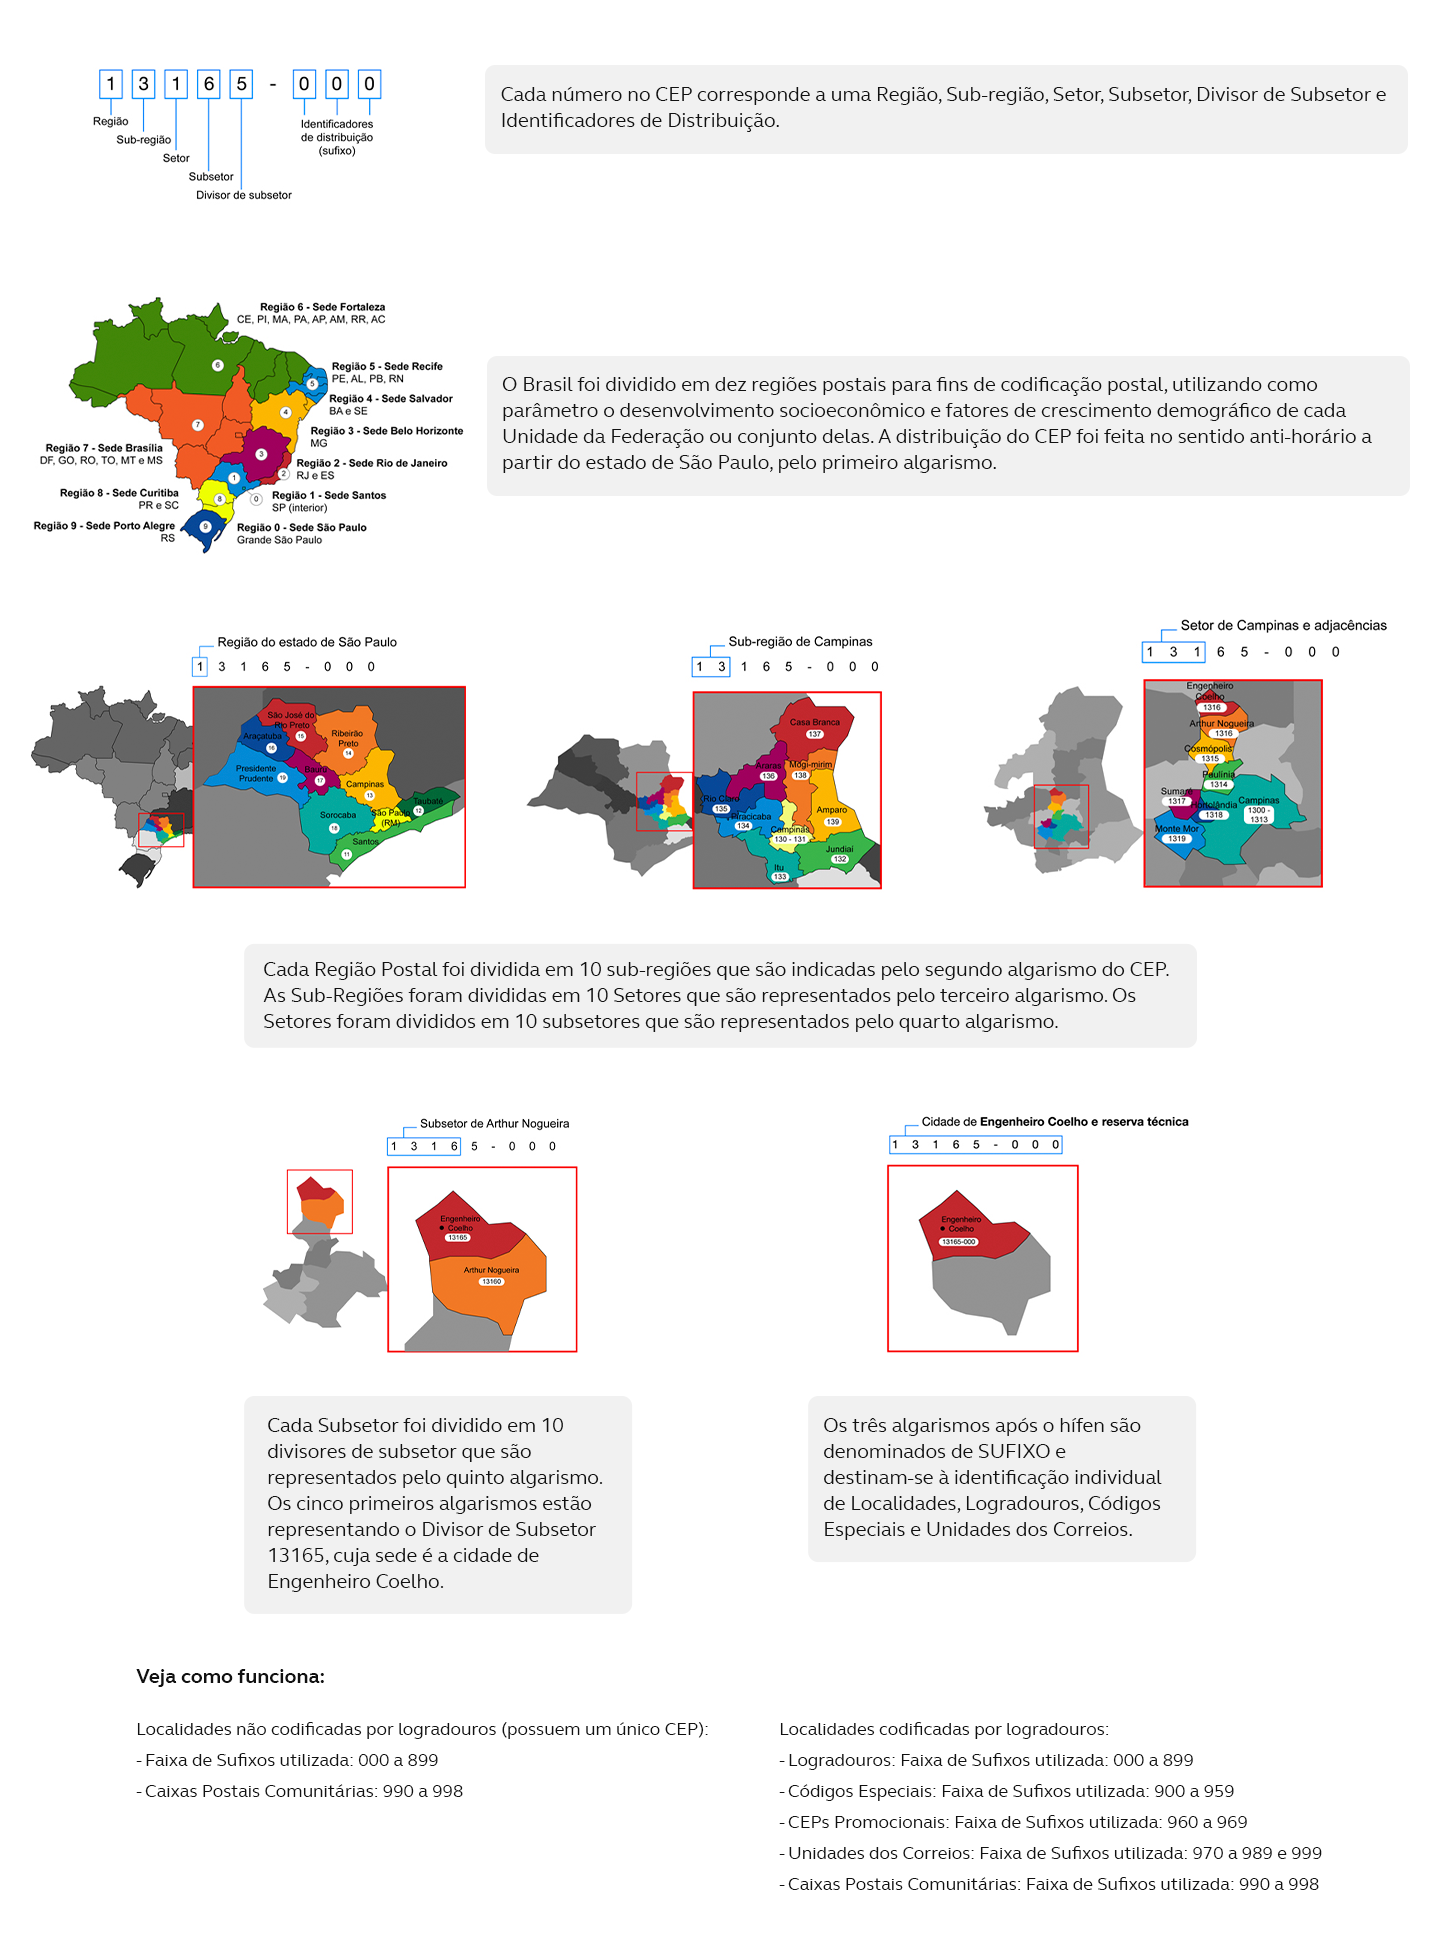 1 3 1 6 5 - 0 0 0
Região
Sub-região
Setor
Subsetor
Divisor de subsetor
Identificadores
de distribuição
(sufixo)
Cada número no CEP corresponde a uma Região, Sub-região, Setor, Subsetor, Divisor de Subsetor e
Identificadores de Distribuição.
Região 6 - Sede Fortaleza
CE, PI, MA, PA, AP, AM, RR, AC
Região 5 - Sede Recife
PE, AL, PB, RN
Região 4 - Sede Salvador
BA e SE
Região 3 - Sede Belo Horizonte
MG
Região 2 - Sede Rio de Janeiro
RJ e ES
Região 1 - Sede Santos
SP (interior)
Região 0 - Sede São Paulo
Grande São Paulo
Região 7 - Sede Brasília
DF, GO, RO, TO, MT e MS
Região 8 - Sede Curitiba
PR e SC
Região 9 - Sede Porto Alegre
RS
6
5
4
7
3
2
1
0
8
9
O Brasil foi dividido em dez regiões postais para fins de codificação postal, utilizando como
parâmetro o desenvolvimento socioeconômico e fatores de crescimento demográfico de cada
Unidade da Federação ou conjunto delas. A distribuição do CEP foi feita no sentido anti-horário a
partir do estado de São Paulo, pelo primeiro algarismo.
Região do estado de São Paulo
1 3 1 6 5 - 0 0 0
São José do
Rio Preto
15
Araçatuba
16
Ribeirão
Preto
14
Presidente
Prudente
19
Bauru
17
Campinas
13
Taubaté
12
Sorocaba
18
São Paulo
(RM)
Santos
11
Sub-região de Campinas
1 3 1 6 5 - 0 0 0
Casa Branca
137
Araras
136
Mogi-mirim
138
Rio Claro
135
Piracicaba
134
Amparo
139
Campinas
130 - 131
Jundiaí
132
Itu
133
Setor de Campinas e adjacências
1 3 1 6 5 - 0 0 0
Engenheiro
Coelho
1316
Arthur Nogueira
1316
Cosmópolis
1315
Paulínia
1314
Sumaré
1317
Hortolândia
1318
Campinas
1300 -
1313
Monte Mor
1319
Cada Região Postal foi dividida em 10 sub-regiões que são indicadas pelo segundo algarismo do CEP.
As Sub-Regiões foram divididas em 10 Setores que são representados pelo terceiro algarismo. Os
Setores foram divididos em 10 subsetores que são representados pelo quarto algarismo.
Subsetor de Arthur Nogueira
1 3 1 6 5 - 0 0 0
Engenheiro
Coelho
13165
Arthur Nogueira
13160
Cidade de Engenheiro Coelho e reserva técnica
1 3 1 6 5 - 0 0 0
Engenheiro
Coelho
13165-000
Cada Subsetor foi dividido em 10
divisores de subsetor que são
representados pelo quinto algarismo.
Os cinco primeiros algarismos estão
representando o Divisor de Subsetor
13165, cuja sede é a cidade de
Engenheiro Coelho.
Os três algarismos após o hífen são
denominados de SUFIXO e
destinam-se à identificação individual
de Localidades, Logradouros, Códigos
Especiais e Unidades dos Correios.
Veja como funciona:
Localidades não codificadas por logradouros (possuem um único CEP):
- Faixa de Sufixos utilizada: 000 a 899
- Caixas Postais Comunitárias: 990 a 998
Localidades codificadas por logradouros:
- Logradouros: Faixa de Sufixos utilizada: 000 a 899
- Códigos Especiais: Faixa de Sufixos utilizada: 900 a 959
- CEPs Promocionais: Faixa de Sufixos utilizada: 960 a 969
- Unidades dos Correios: Faixa de Sufixos utilizada: 970 a 989 e 999
- Caixas Postais Comunitárias: Faixa de Sufixos utilizada: 990 a 998